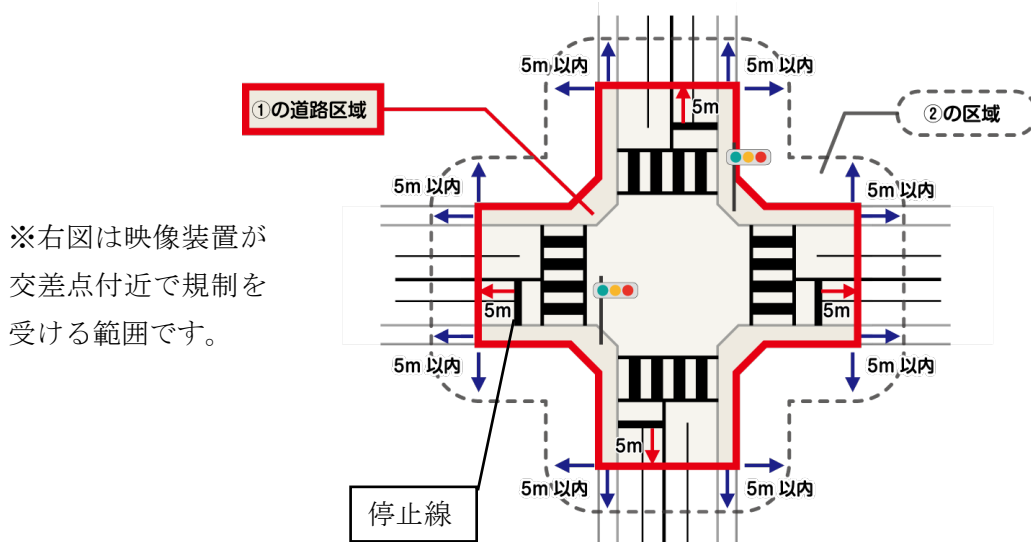 5m 以内
5m 以内
①の道路区域
5m
②の区域
5m 以内
5m 以内
※右図は映像装置が
交差点付近で規制を
受ける範囲です。
5m
5m
5m 以内
5m 以内
5m
5m 以内
5m 以内
停止線